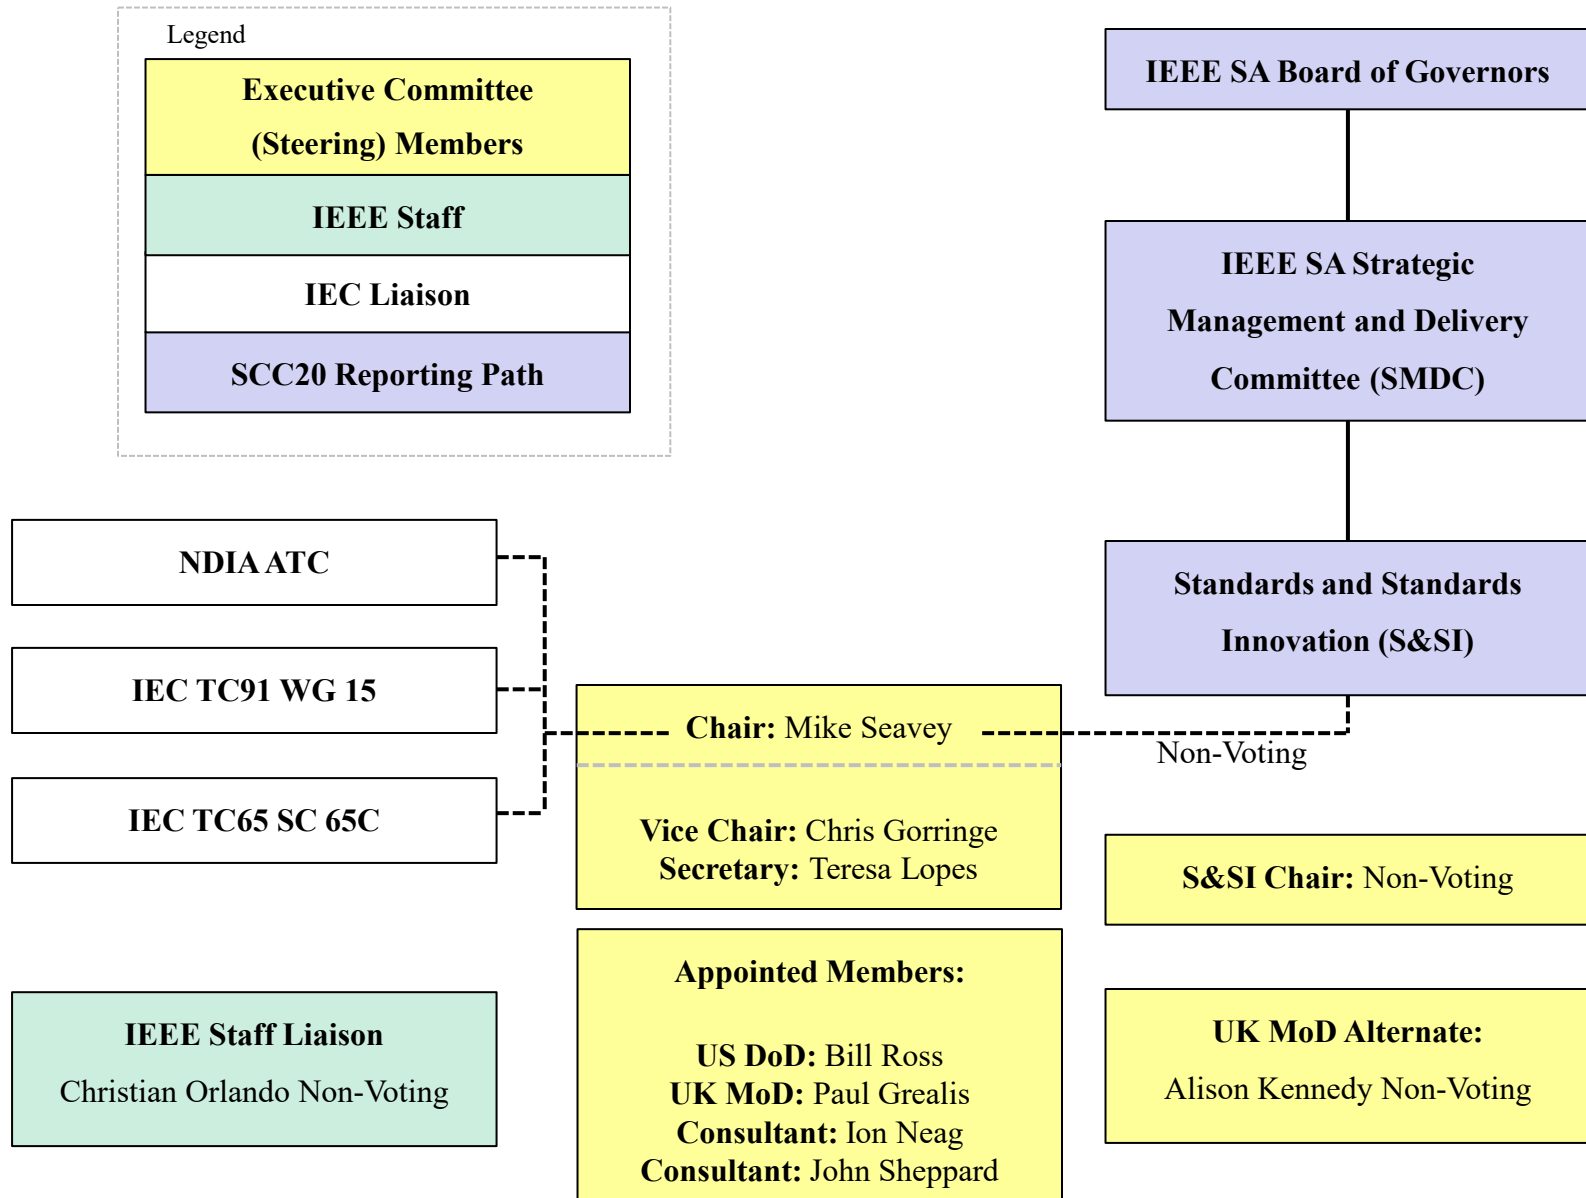 Legend
Executive Committee
(Steering) Members
IEEE Staff
IEC Liaison
SCC20 Reporting Path
IEEE SA Board of Governors
IEEE SA Strategic
Management and Delivery
Committee (SMDC)
Standards and Standards
Innovation (S&SI)
NDIA ATC
IEC TC91 WG 15
IEC TC65 SC 65C
Chair: Mike Seavey
Non-Voting
Vice Chair: Chris Gorringe
Secretary: Teresa Lopes
S&SI Chair: Non-Voting
IEEE Staff Liaison
Christian Orlando Non-Voting
Appointed Members:
US DoD: Bill Ross
UK MoD: Paul Grealis
Consultant: Ion Neag
Consultant: John Sheppard
UK MoD Alternate:
Alison Kennedy Non-Voting